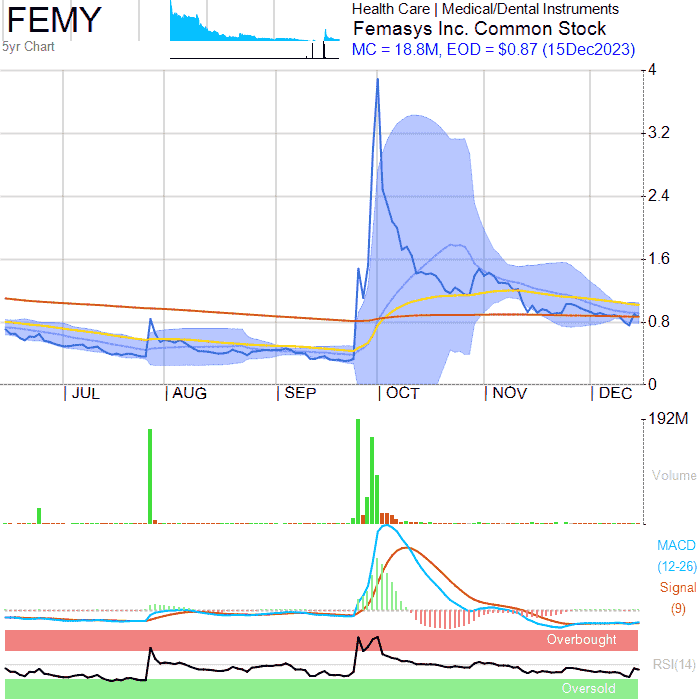 FEMY
5yr Chart
Health Care | Medical/Dental Instruments
Femasys Inc. Common Stock
MC = 18.8M, EOD = $0.87 (15Dec2023)
4
3.2
2.4
1.6
0.8
0
JUL
AUG
SEP
OCT
NOV
DEC
192M
Volume
MACD
(12-26)
Signal
(9)
Overbought
RSI(14)
Oversold